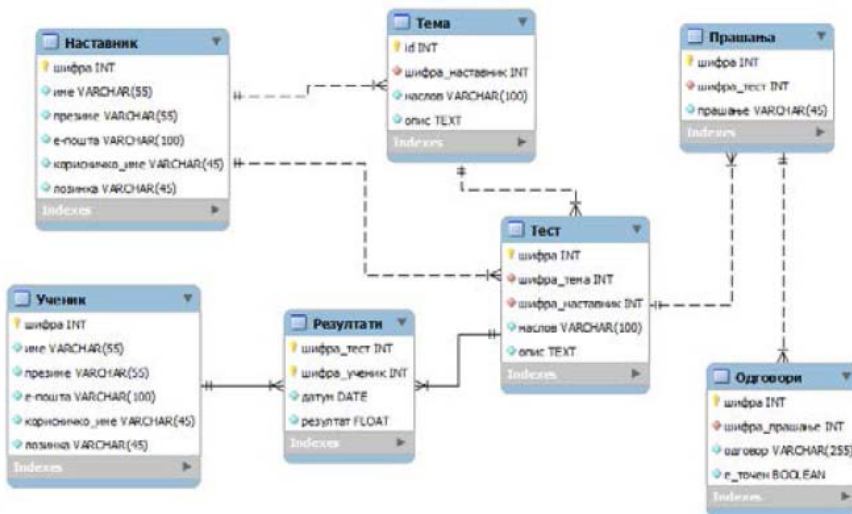 Наставник
шифра INT
име VARCHAR(55)
презиме VARCHAR(55)
е-пошта VARCHAR(100)
корисничко_име VARCHAR(45)
лозинка VARCHAR(45)
Indexes
Тема
id INT
шифра_наставник INT
наслов VARCHAR(100)
опис TEXT
Indexes
Прашања
шифра INT
шифра_тест INT
прашање VARCHAR(45)
Indexes
Тест
шифра INT
шифра_тема INT
шифра_наставник INT
наслов VARCHAR(100)
опис TEXT
Indexes
Ученик
шифра INT
име VARCHAR(55)
презиме VARCHAR(55)
е-пошта VARCHAR(100)
корисничко_име VARCHAR(45)
лозинка VARCHAR(45)
Indexes
Резултати
шифра_тест INT
шифра_ученик INT
датум DATE
резултат FLOAT
Indexes
Одговори
шифра INT
шифра_прашање INT
одговор VARCHAR(255)
е_точен BOOLEAN
Indexes